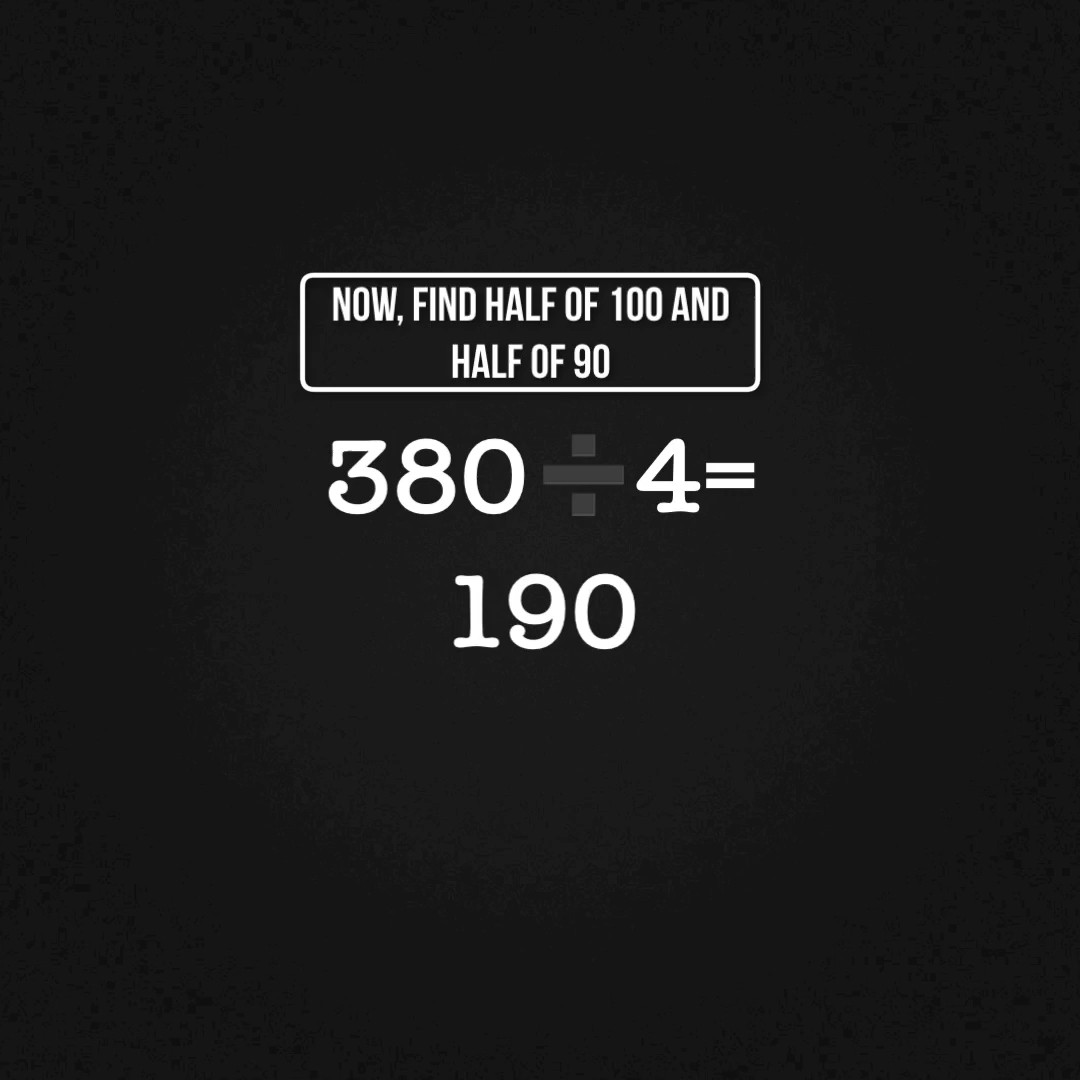 NOW, FIND HALF OF 100 AND
HALF OF 90
380÷4=
190